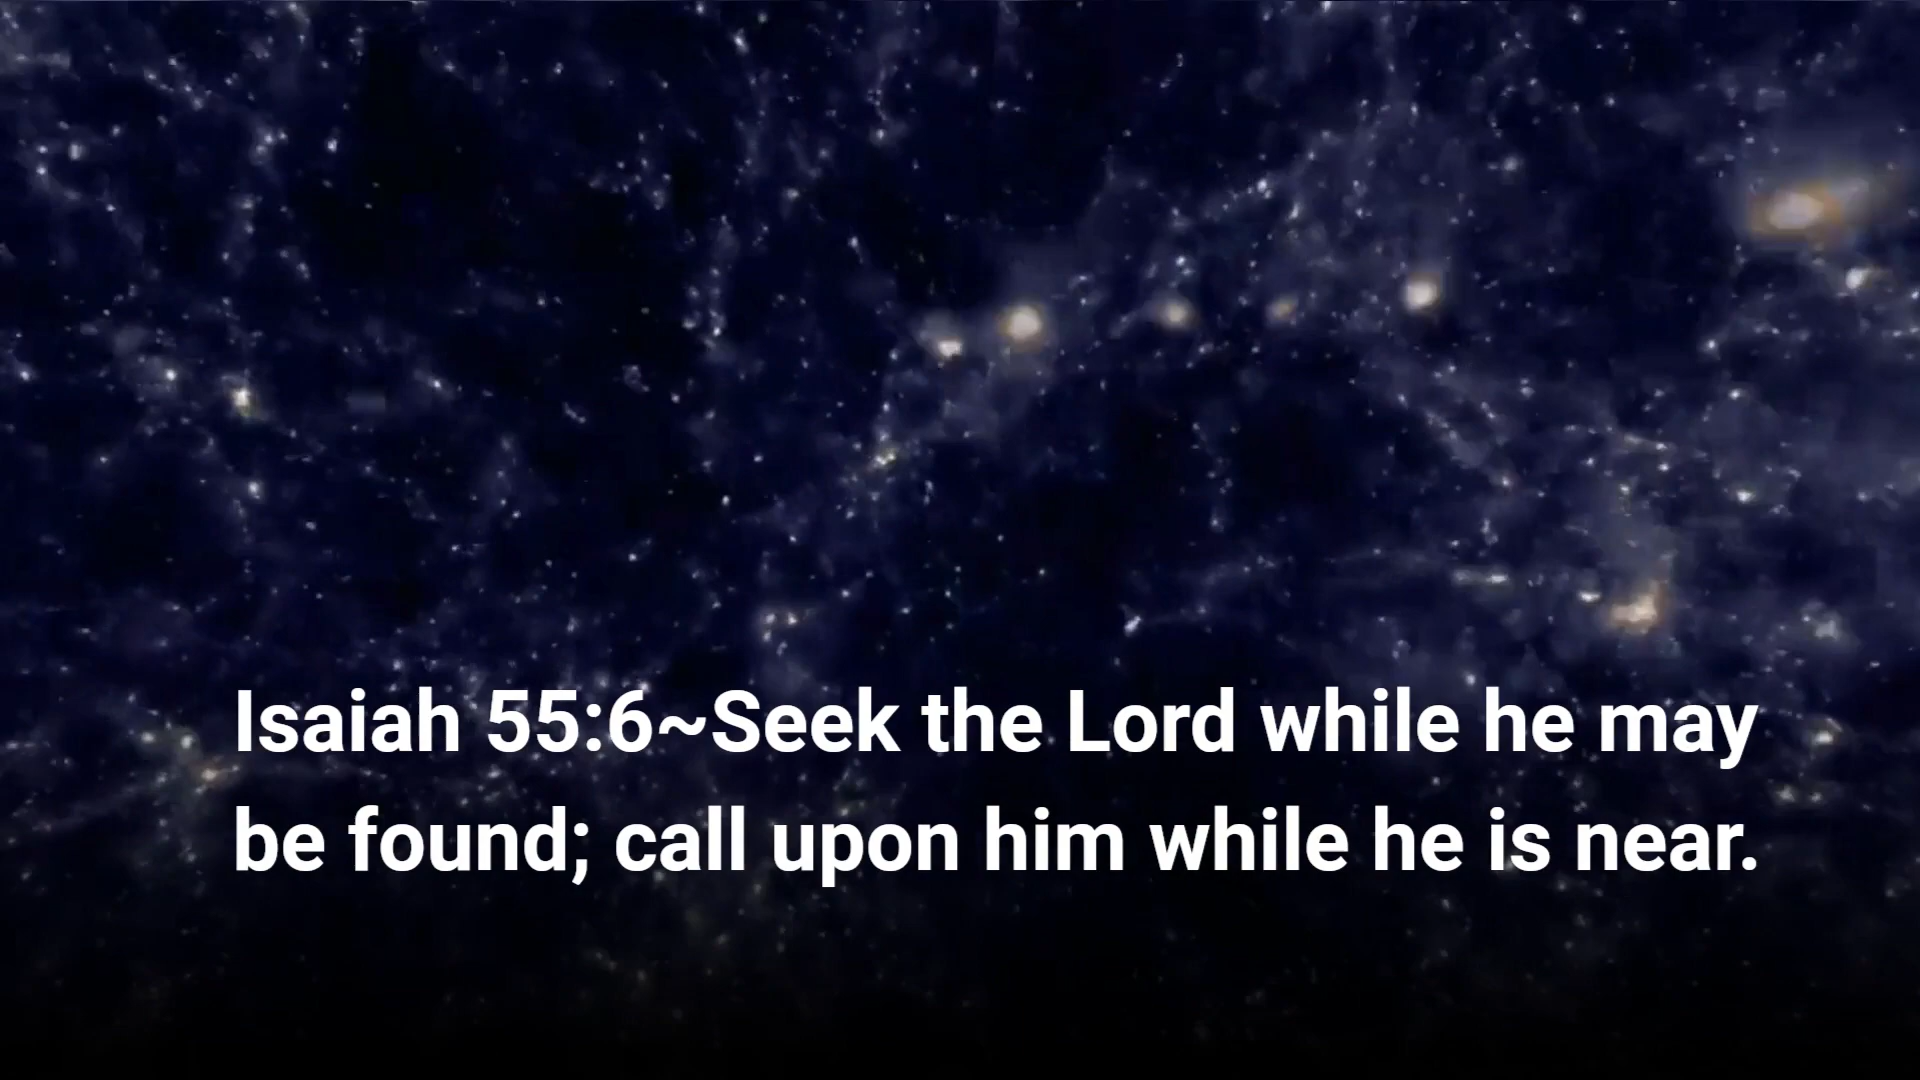 Isaiah 55:6~Seek the Lord while he may
be found; call upon him while he is near.